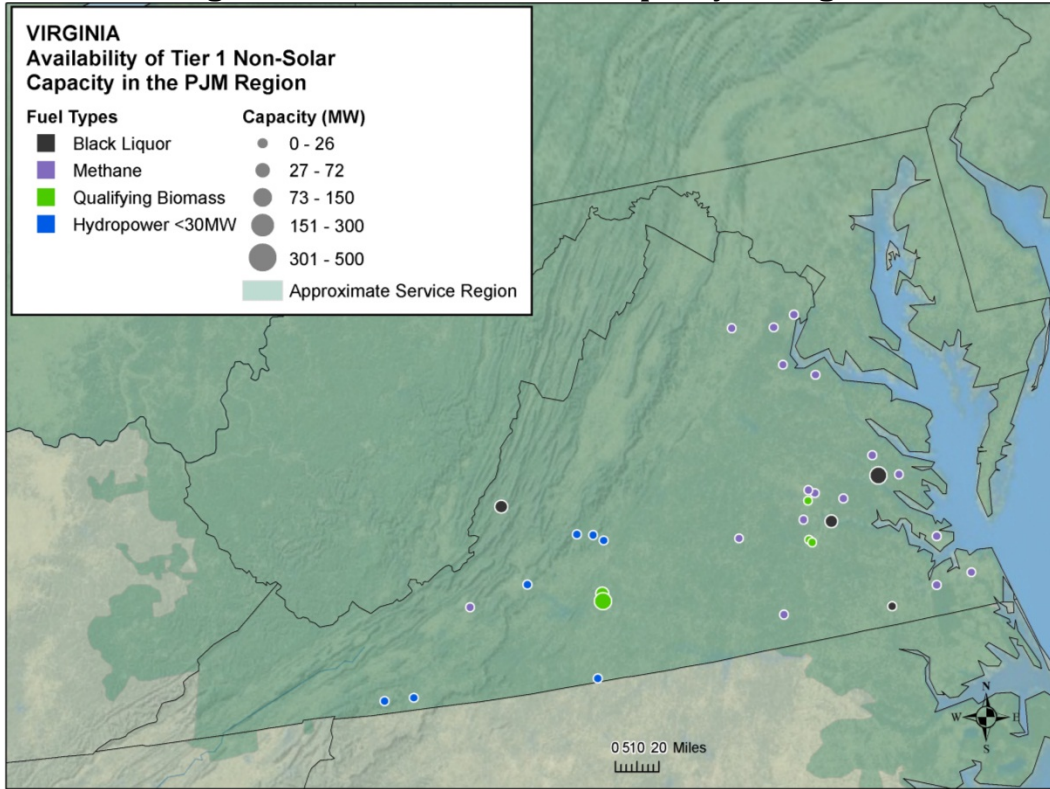 VIRGINIA
Availability of Tier 1 Non-Solar
Capacity in the PJM Region
Fuel Types
Black Liquor
Methane
Qualifying Biomass
Hydropower <30MW
Capacity (MW)
0 - 26
27 - 72
73 - 150
151 - 300
301 - 500
Approximate Service Region
N
W E
S
0 510 20 Miles